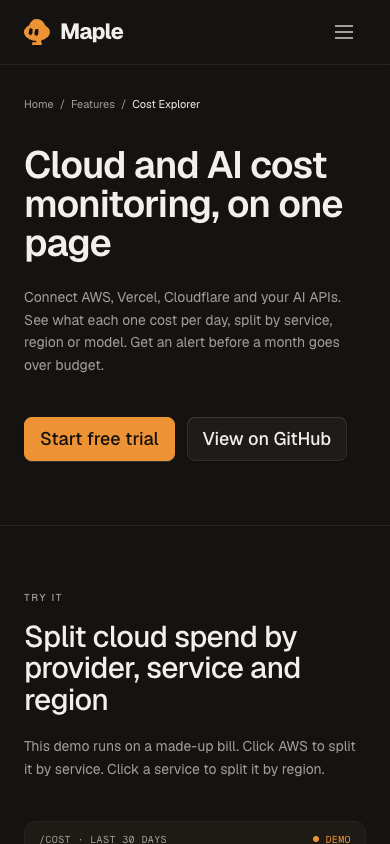 Maple
Home / Features / Cost Explorer
Cloud and AI cost
monitoring, on one
page
Connect AWS, Vercel, Cloudflare and your AI APIs.
See what each one cost per day, split by service,
region or model. Get an alert before a month goes
over budget.
Start free trial
View on GitHub
TRY IT
Split cloud spend by
provider, service and
region
This demo runs on a made-up bill. Click AWS to split
it by service. Click a service to split it by region.
/COST · LAST 30 DAYS
DEMO